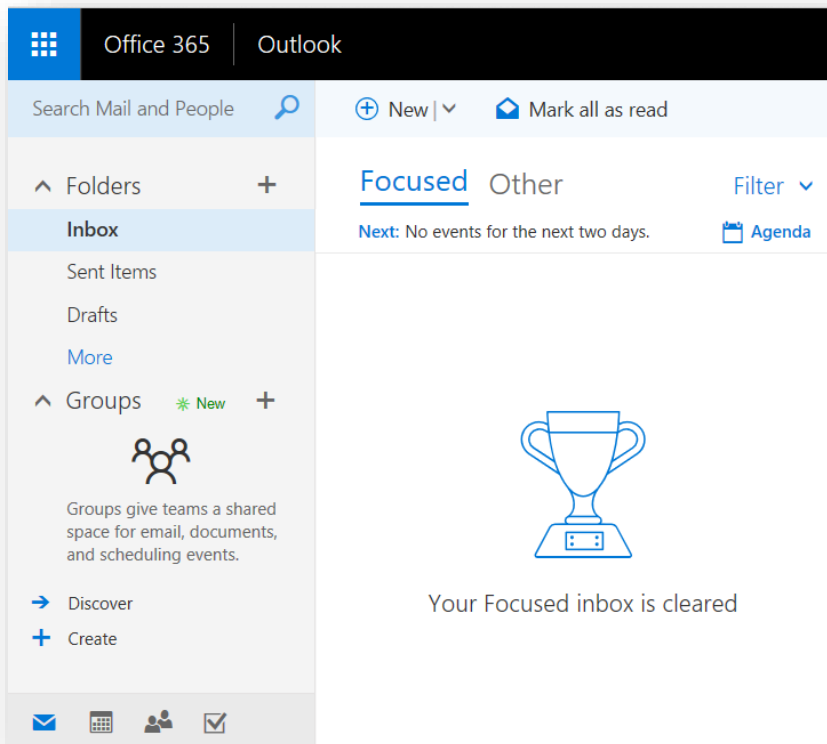 Office 365 Outlook
Search Mail and People
New | Mark all as read
Folders
Inbox
Sent Items
Drafts
More
Groups New
Groups give teams a shared
space for email, documents,
and scheduling events.
Discover
Create
Focused Other Filter
Next: No events for the next two days. Agenda
Your Focused inbox is cleared